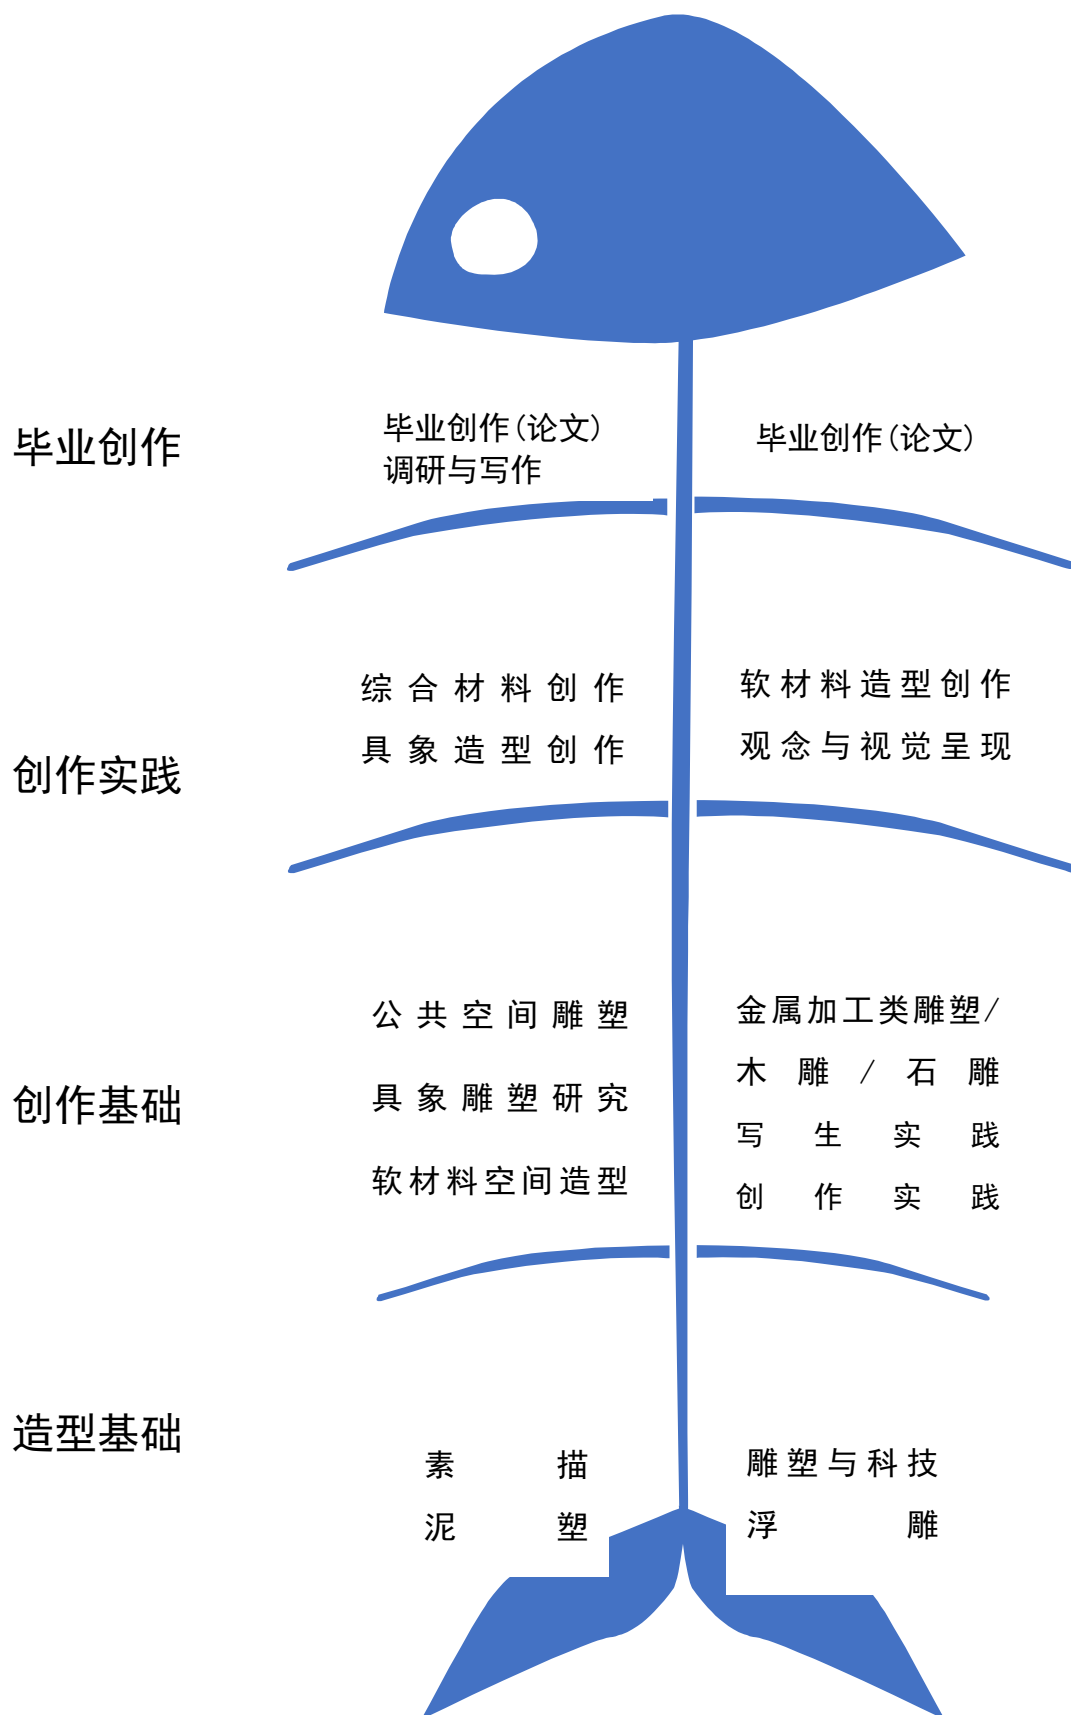 毕业创作
毕业创作(论文)
调研与写作
毕业创作(论文)
创作实践
综合材料创作
具象造型创作
软材料造型创作
观念与视觉呈现
创作基础
公共空间雕塑
具象雕塑研究
软材料空间造型
金属加工类雕塑/
木雕/石雕
写生实践
创作实践
造型基础
素描
泥塑
雕塑与科技
浮雕